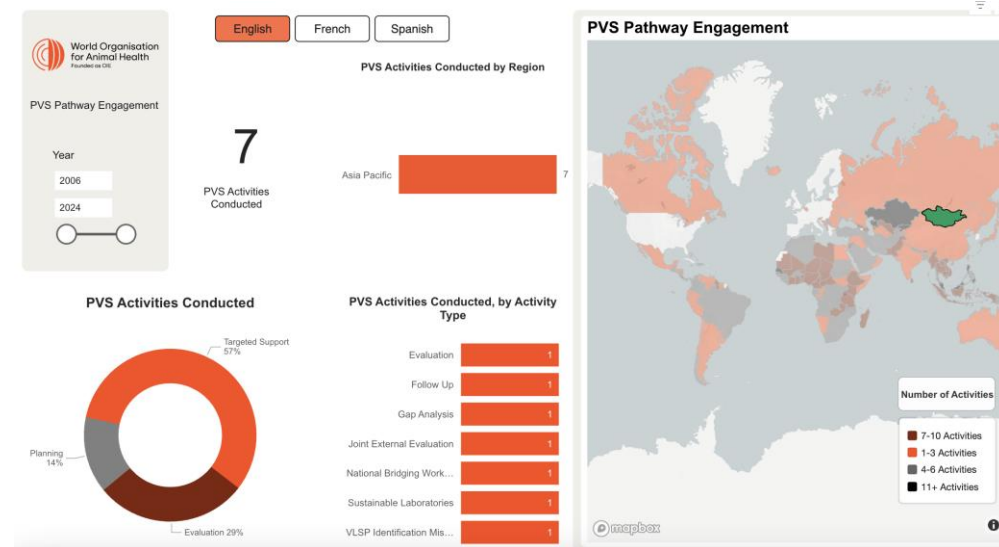 World Organisation
for Animal Health
Founded as OIE
PVS Pathway Engagement
Year
2006
2024
English
French
Spanish
7
PVS Activities
Conducted
PVS Activities Conducted by Region
Asia Pacific
7
PVS Activities Conducted
Targeted Support
57%
Planning
14%
Evaluation 29%
PVS Activities Conducted, by Activity
Type
Evaluation
1
Follow Up
1
Gap Analysis
1
Joint External Evaluation
1
National Bridging Work...
1
Sustainable Laboratories
1
VLSP Identification Mis...
1
PVS Pathway Engagement
Number of Activities
7-10 Activities
1-3 Activities
4-6 Activities
11+ Activities
mapbox